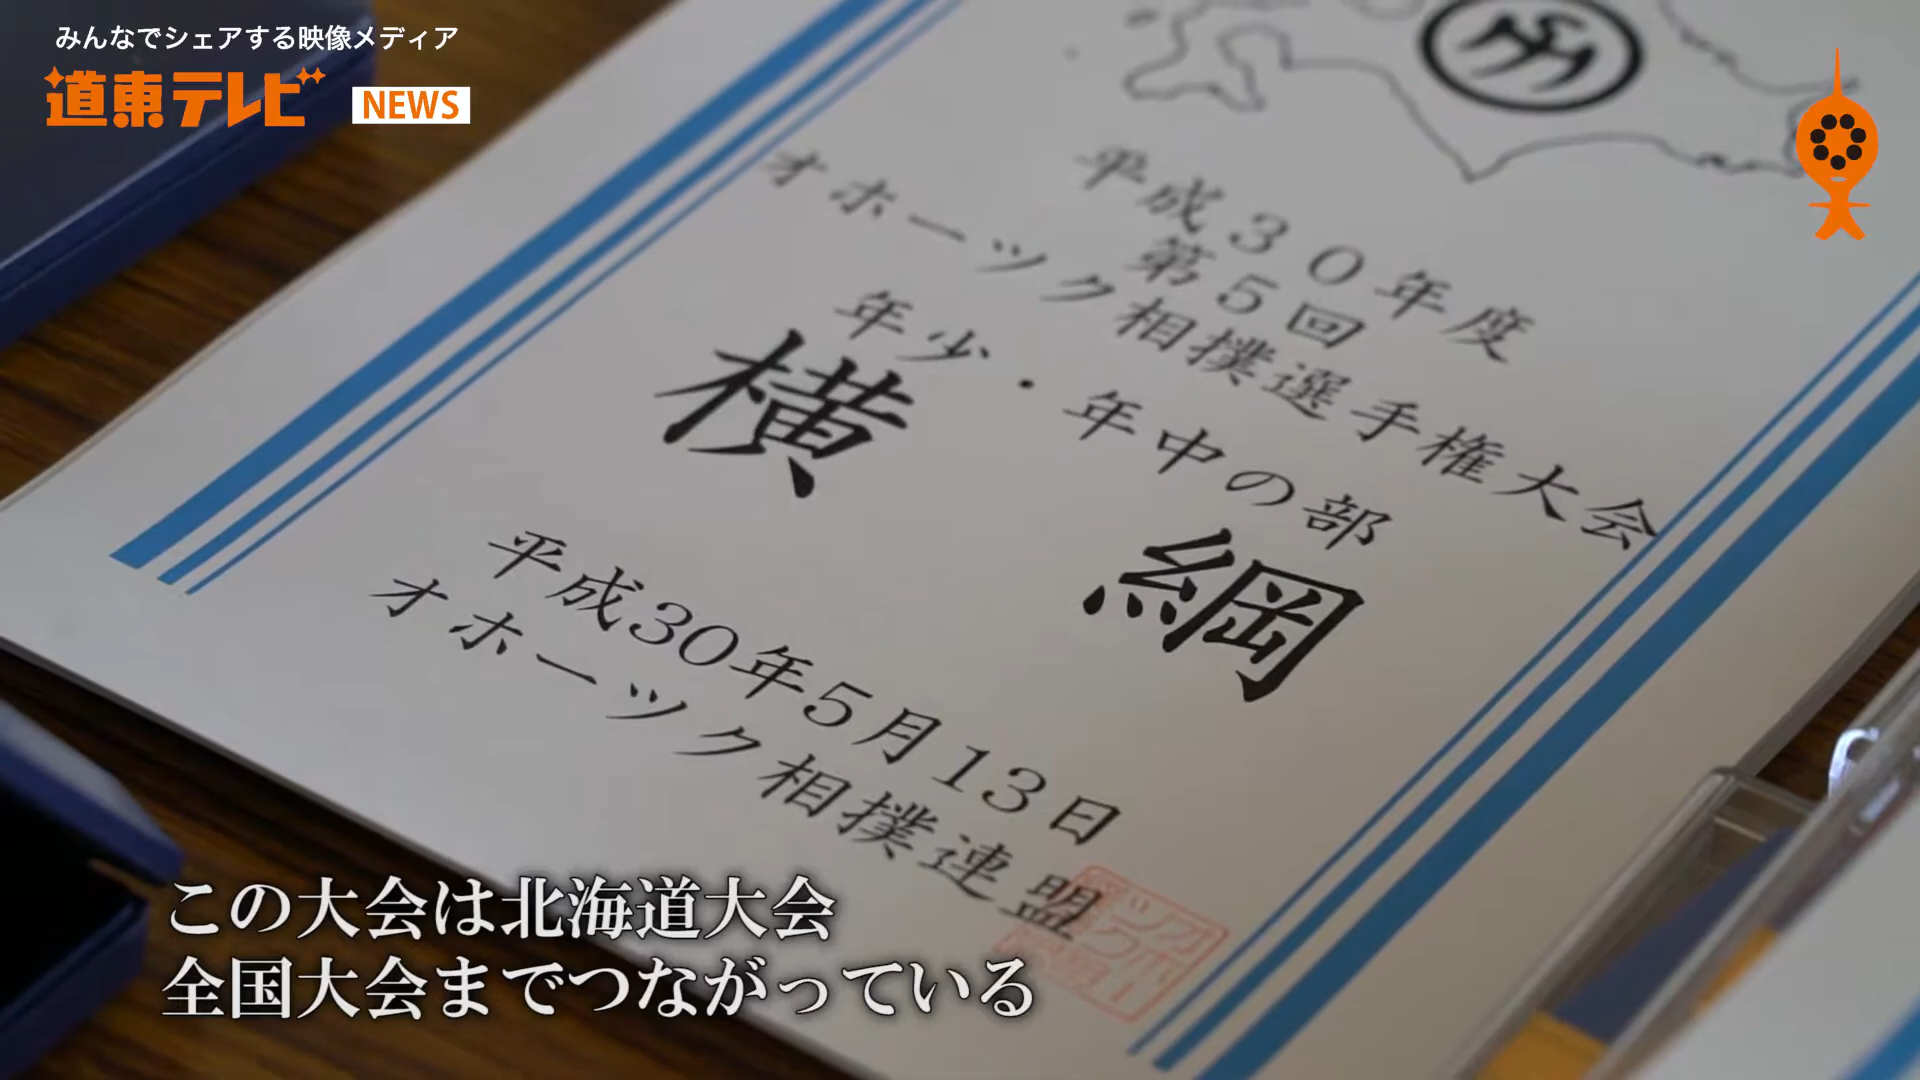 みんなでシェアする映像メディア
道東テレビ NEWS
平成30年度
第5回
オホーツク相撲選手権大会
年少・年中の部
横綱
平成30年5月13日
オホーツク相撲連盟
この大会は北海道大会
全国大会までつながっている